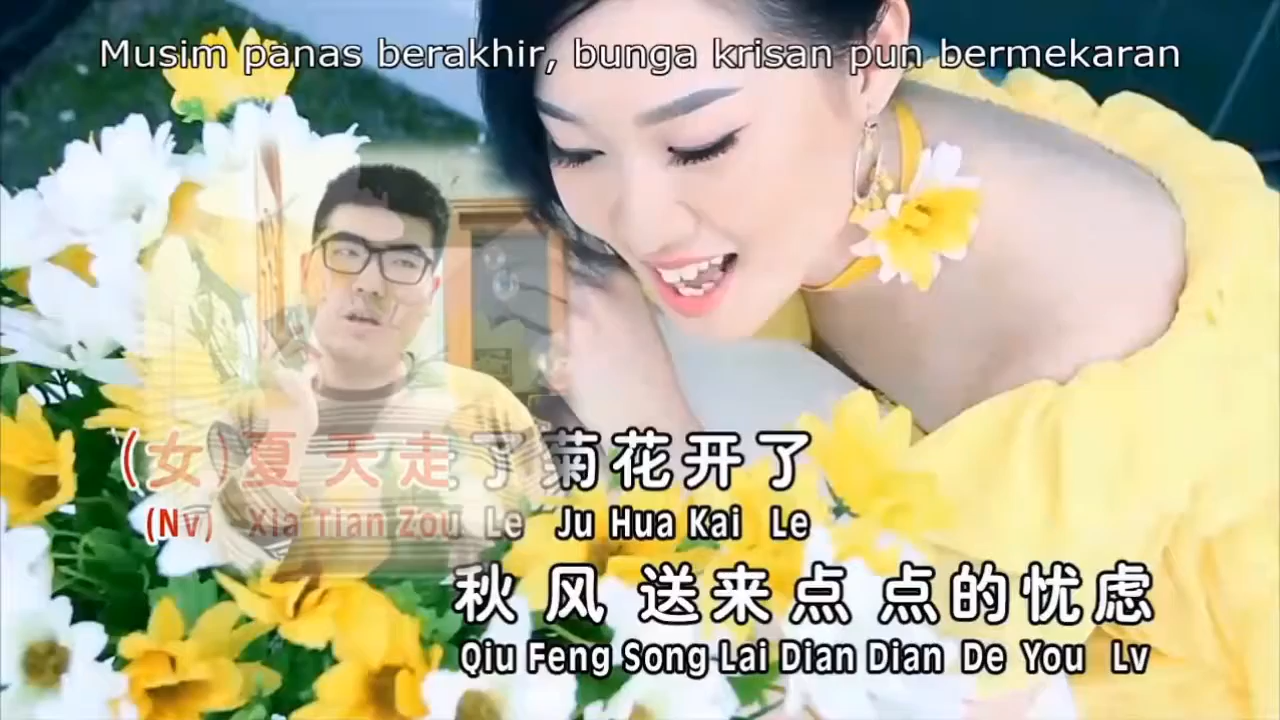 Musim panas berakhir, bunga krisan pun bermekaran
(女)夏天走了菊花开了
(Nv) Xia Tian Zou Le Ju Hua Kai Le
秋风送来点点的忧虑
Qiu Feng Song Lai Dian Dian De You Lv